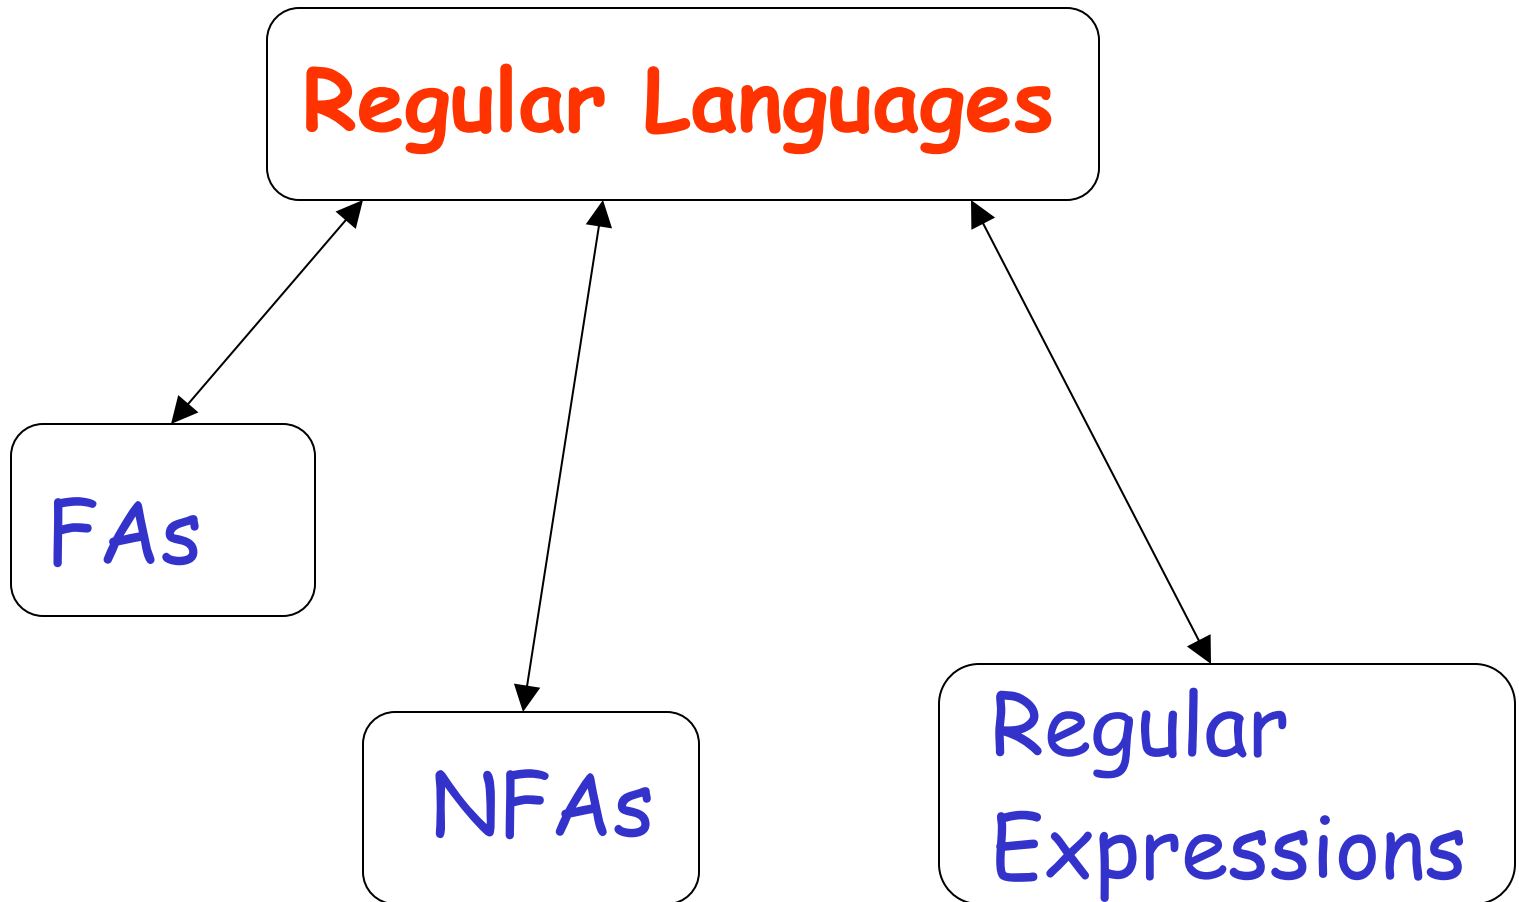 Regular Languages
FAs
NFAs
Regular
Expressions